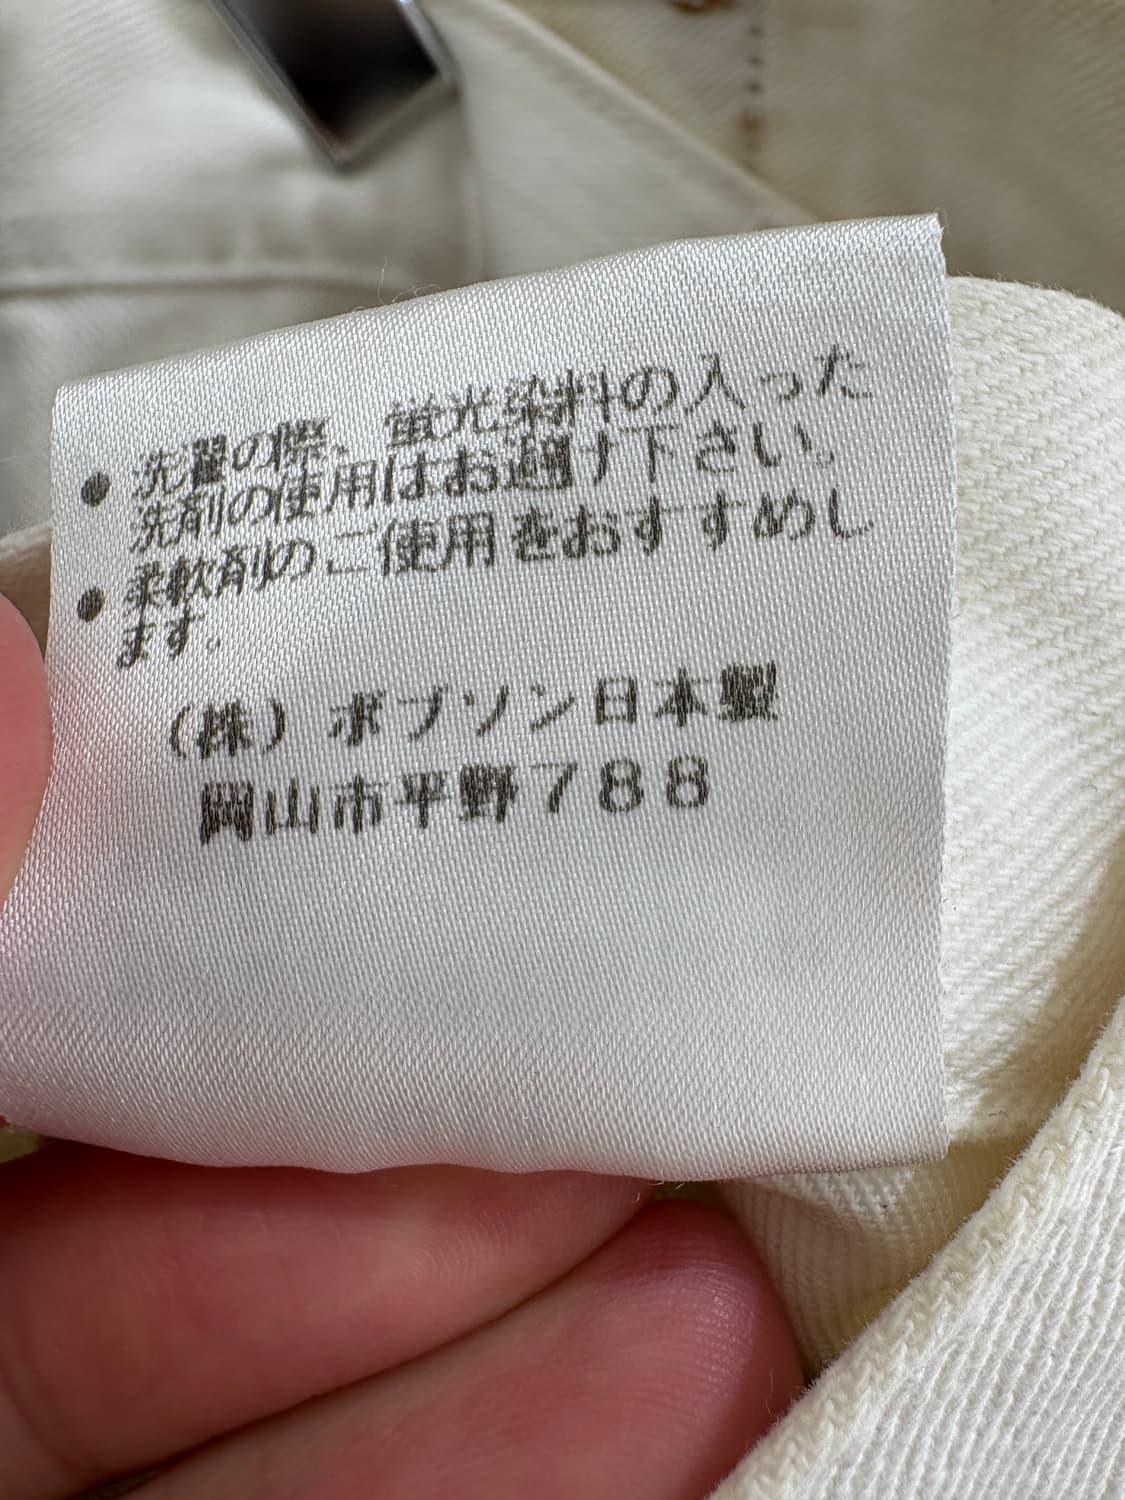 ● 洗濯の際、蛍光染料の入った
洗剤の使用はお避け下さい。
● 柔軟剤のご使用をおすすめし
ます。
(株)ボブソン日本製
岡山市平野788